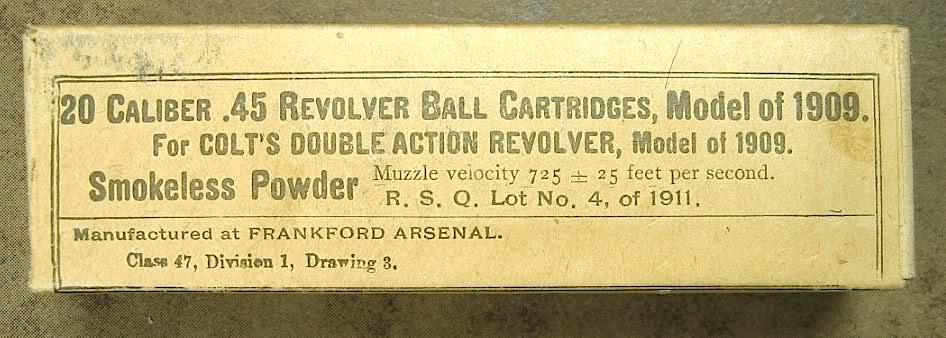 20 CALIBER .45 REVOLVER BALL CARTRIDGES, Model of 1909.
For COLT'S DOUBLE ACTION REVOLVER, Model of 1909.
Smokeless Powder Muzzle velocity 725 ± 25 feet per second.
R. S. Q. Lot No. 4, of 1911.
Manufactured at FRANKFORD ARSENAL.
Class 47, Division 1, Drawing 3.